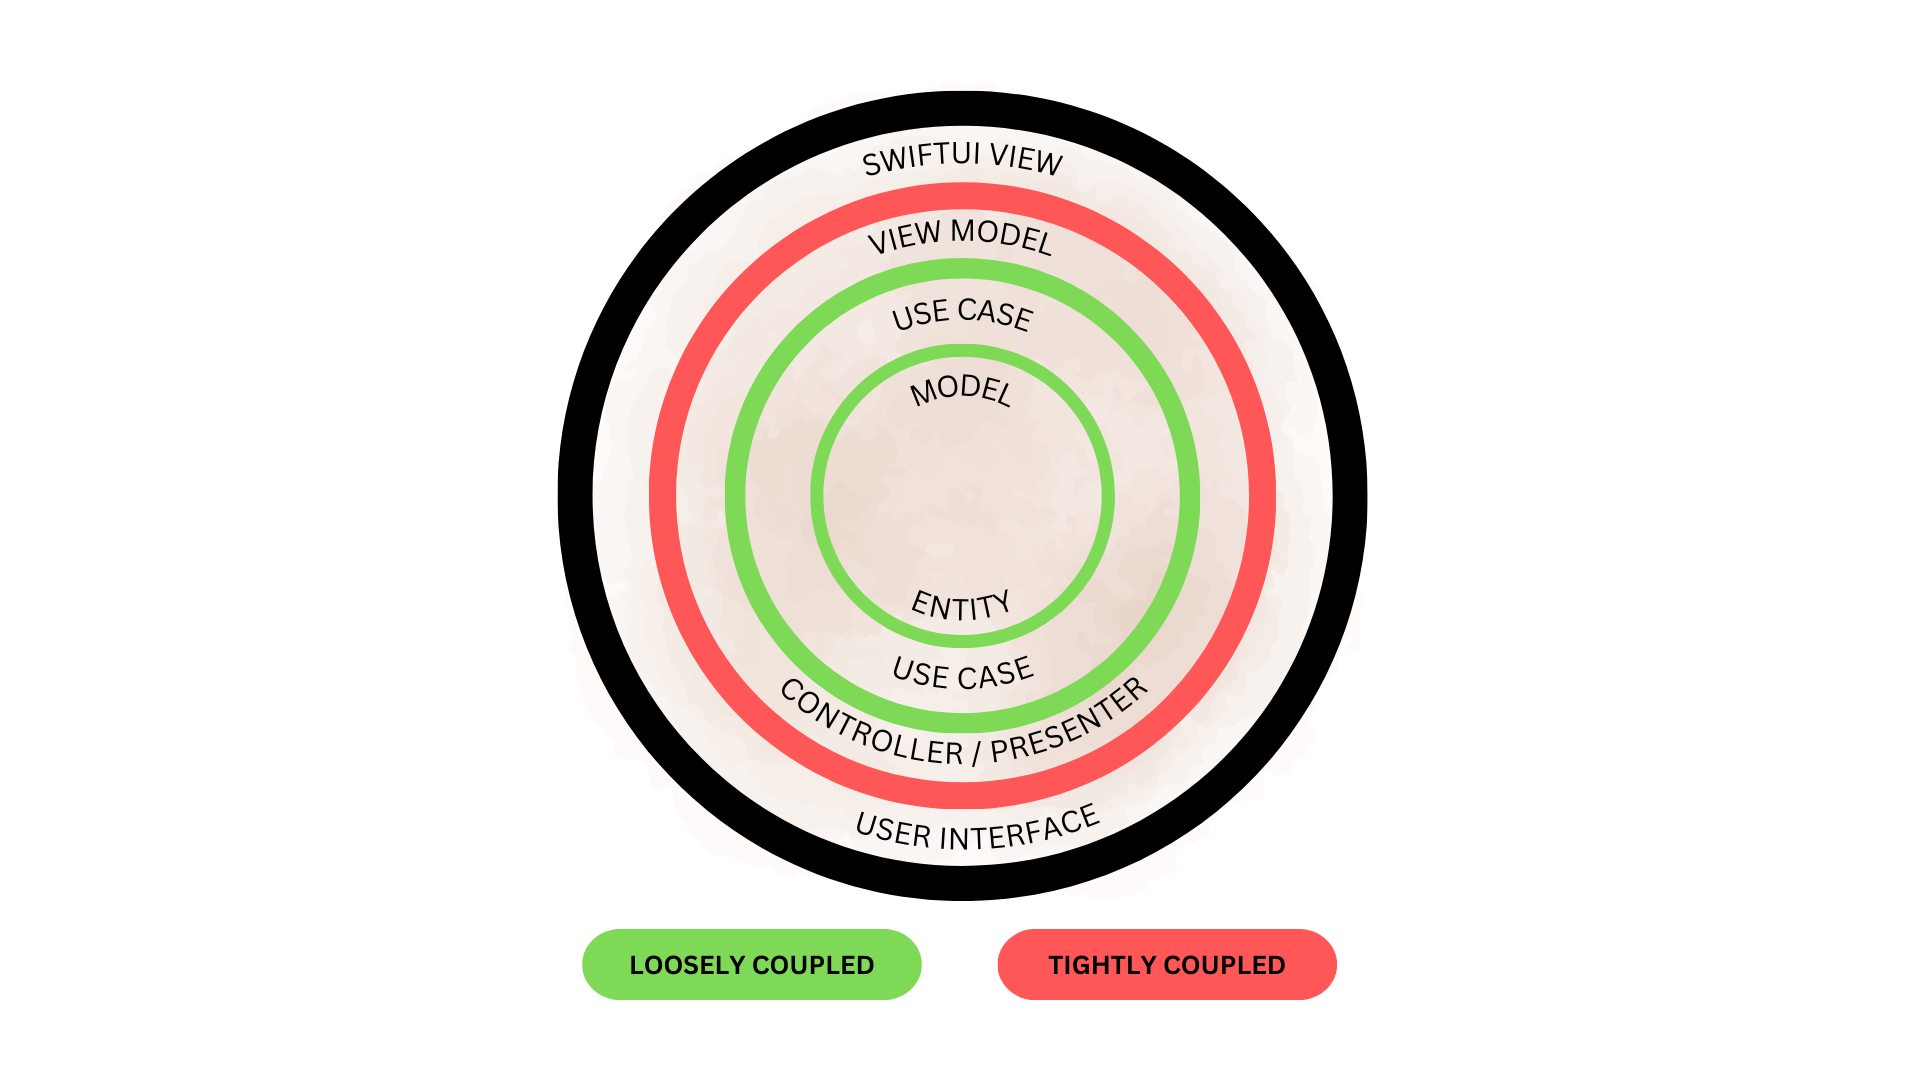 SWIFTUI VIEW
VIEW MODEL
USE CASE
MODEL
ENTITY
USE CASE
CONTROLLER / PRESENTER
USER INTERFACE
LOOSELY COUPLED
TIGHTLY COUPLED